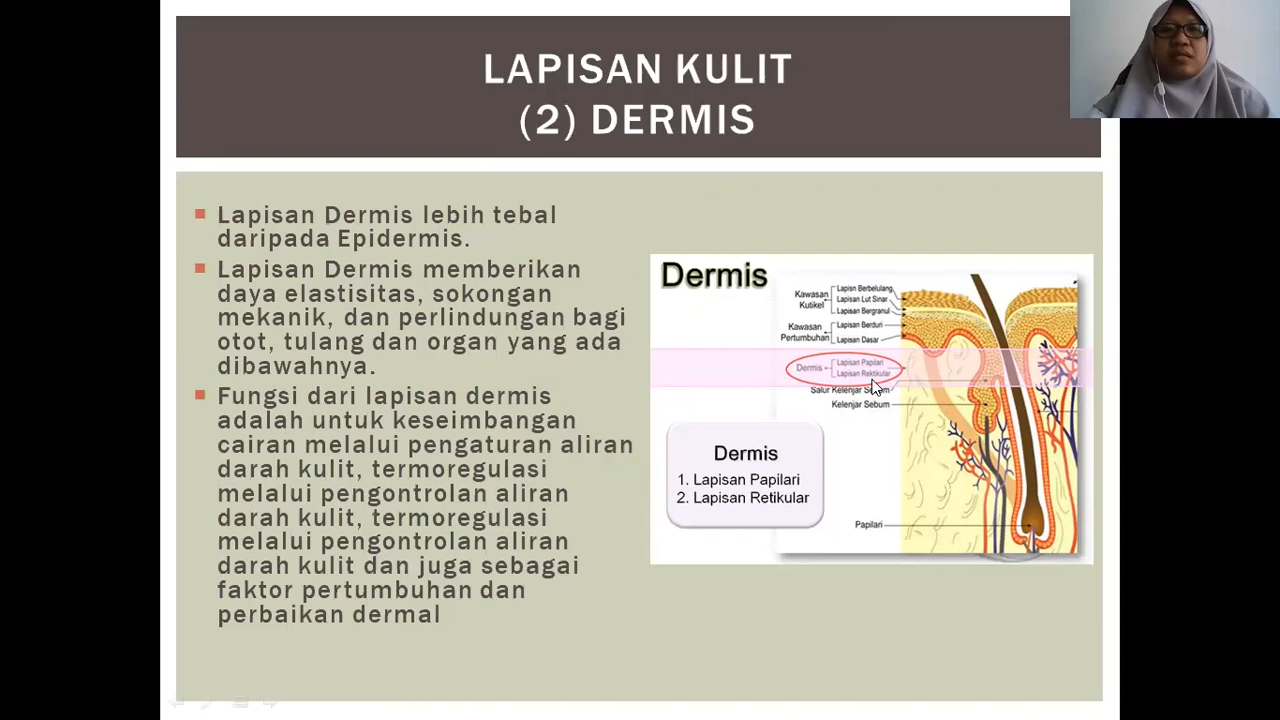 LAPISAN KULIT
(2) DERMIS
Lapisan Dermis lebih tebal
daripada Epidermis.
Lapisan Dermis memberikan
daya elastisitas, sokongan
mekanik, dan perlindungan bagi
otot, tulang dan organ yang ada
dibawahnya.
Fungsi dari lapisan dermis
adalah untuk keseimbangan
cairan melalui pengaturan aliran
darah kulit, termoregulasi
melalui pengontrolan aliran
darah kulit, termoregulasi
melalui pengontrolan aliran
darah kulit dan juga sebagai
faktor pertumbuhan dan
perbaikan dermal
Dermis
Kawasan
Kutikel
Lapisn Berbelulang
Lapisan Lut Sinar
Lapisan Bergranul
Kawasan
Pertumbuhan
Lapisan Berduri
Lapisan Dasar
Dermis
Lapisan Papilari
Lapisan Rektikular
Salur Kelenjar Sebum
Kelenjar Sebum
Dermis
1. Lapisan Papilari
2. Lapisan Retikular
Papilari